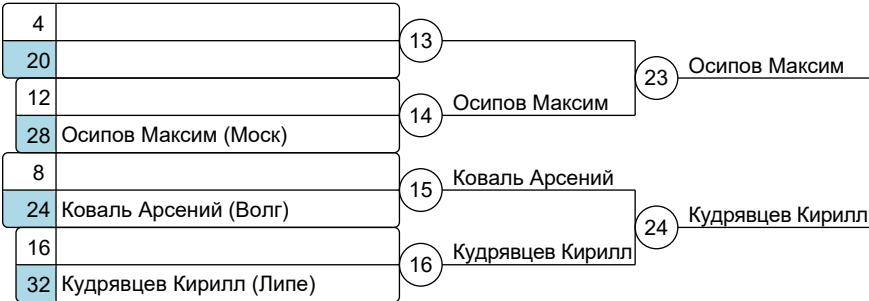 4
20
13
12
28 Осипов Максим (Моск)
14
Осипов Максим
23
Осипов Максим
8
24 Коваль Арсений (Волг)
15
Коваль Арсений
16
32 Кудрявцев Кирилл (Липе)
16
Кудрявцев Кирилл
24
Кудрявцев Кирилл